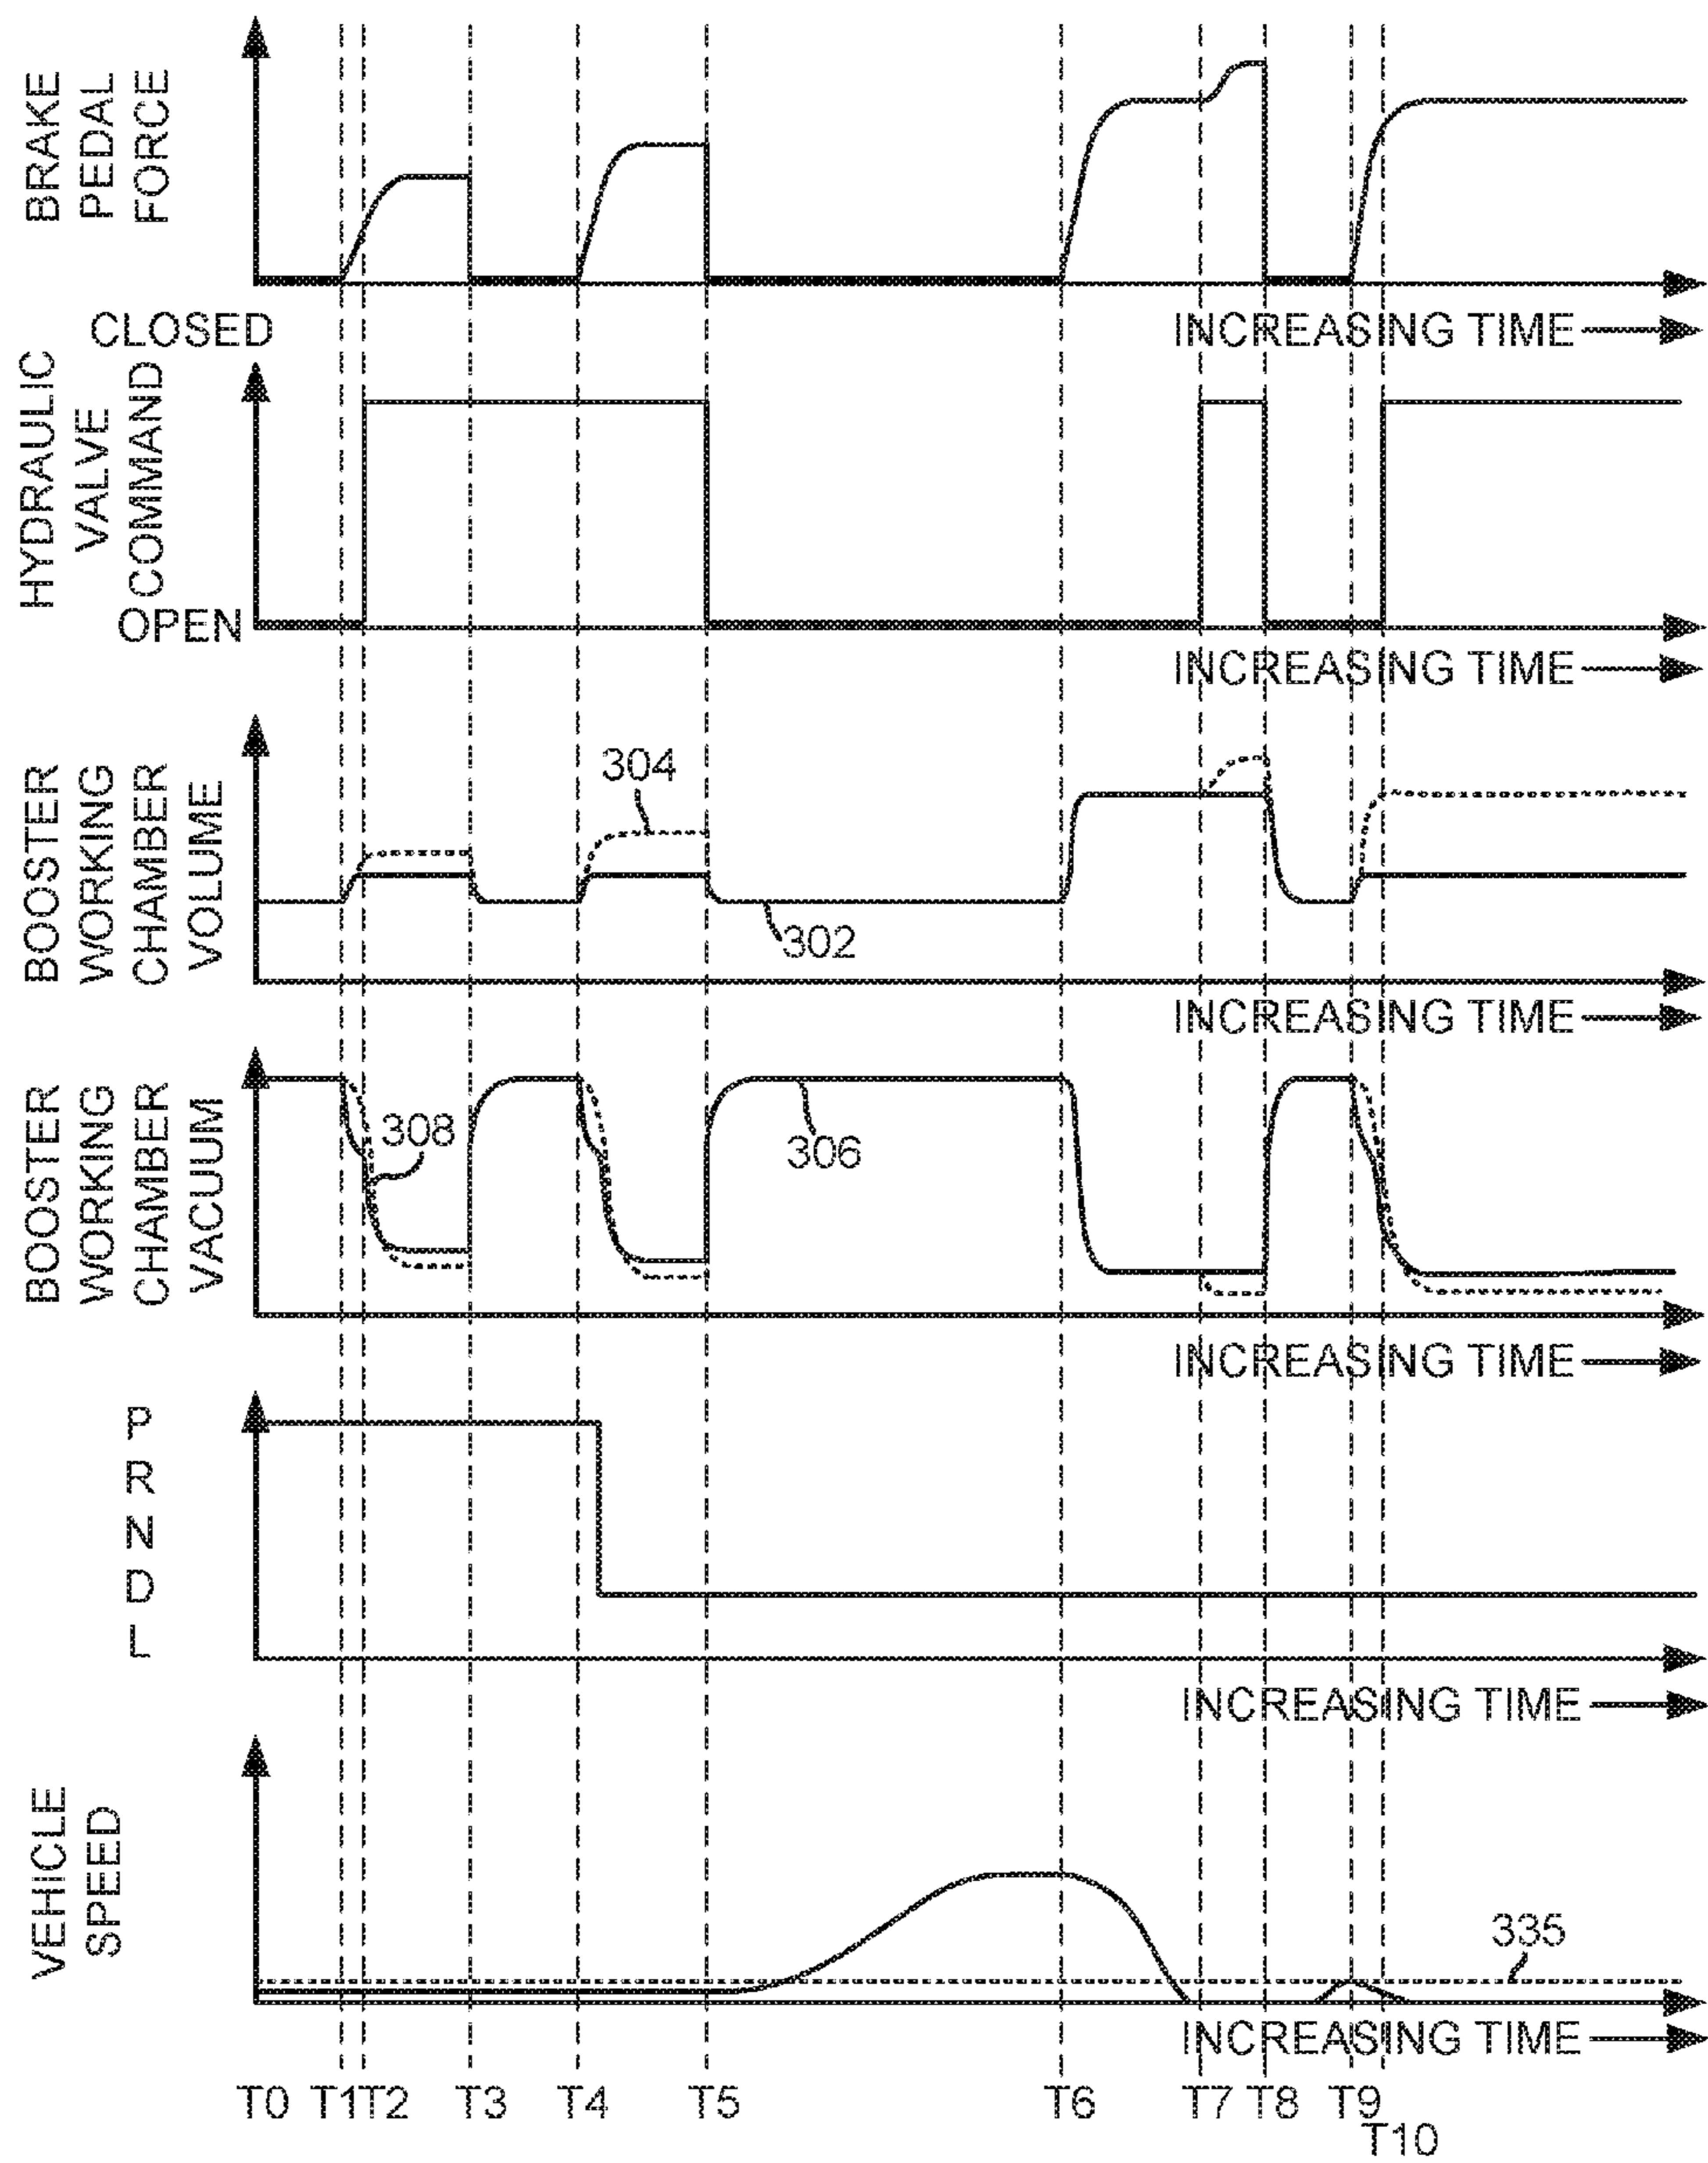 BRAKE
PEDAL
FORCE
INCREASING TIME
CLOSED
HYDRAULIC
VALVE
COMMAND
OPEN
INCREASING TIME
BOOSTER
WORKING
CHAMBER
VOLUME
304
302
INCREASING TIME
BOOSTER
WORKING
CHAMBER
VACUUM
308
306
INCREASING TIME
P
R
N
D
L
INCREASING TIME
VEHICLE
SPEED
335
INCREASING TIME
T0 T1 T2 T3 T4 T5 T6 T7 T8 T9
T10